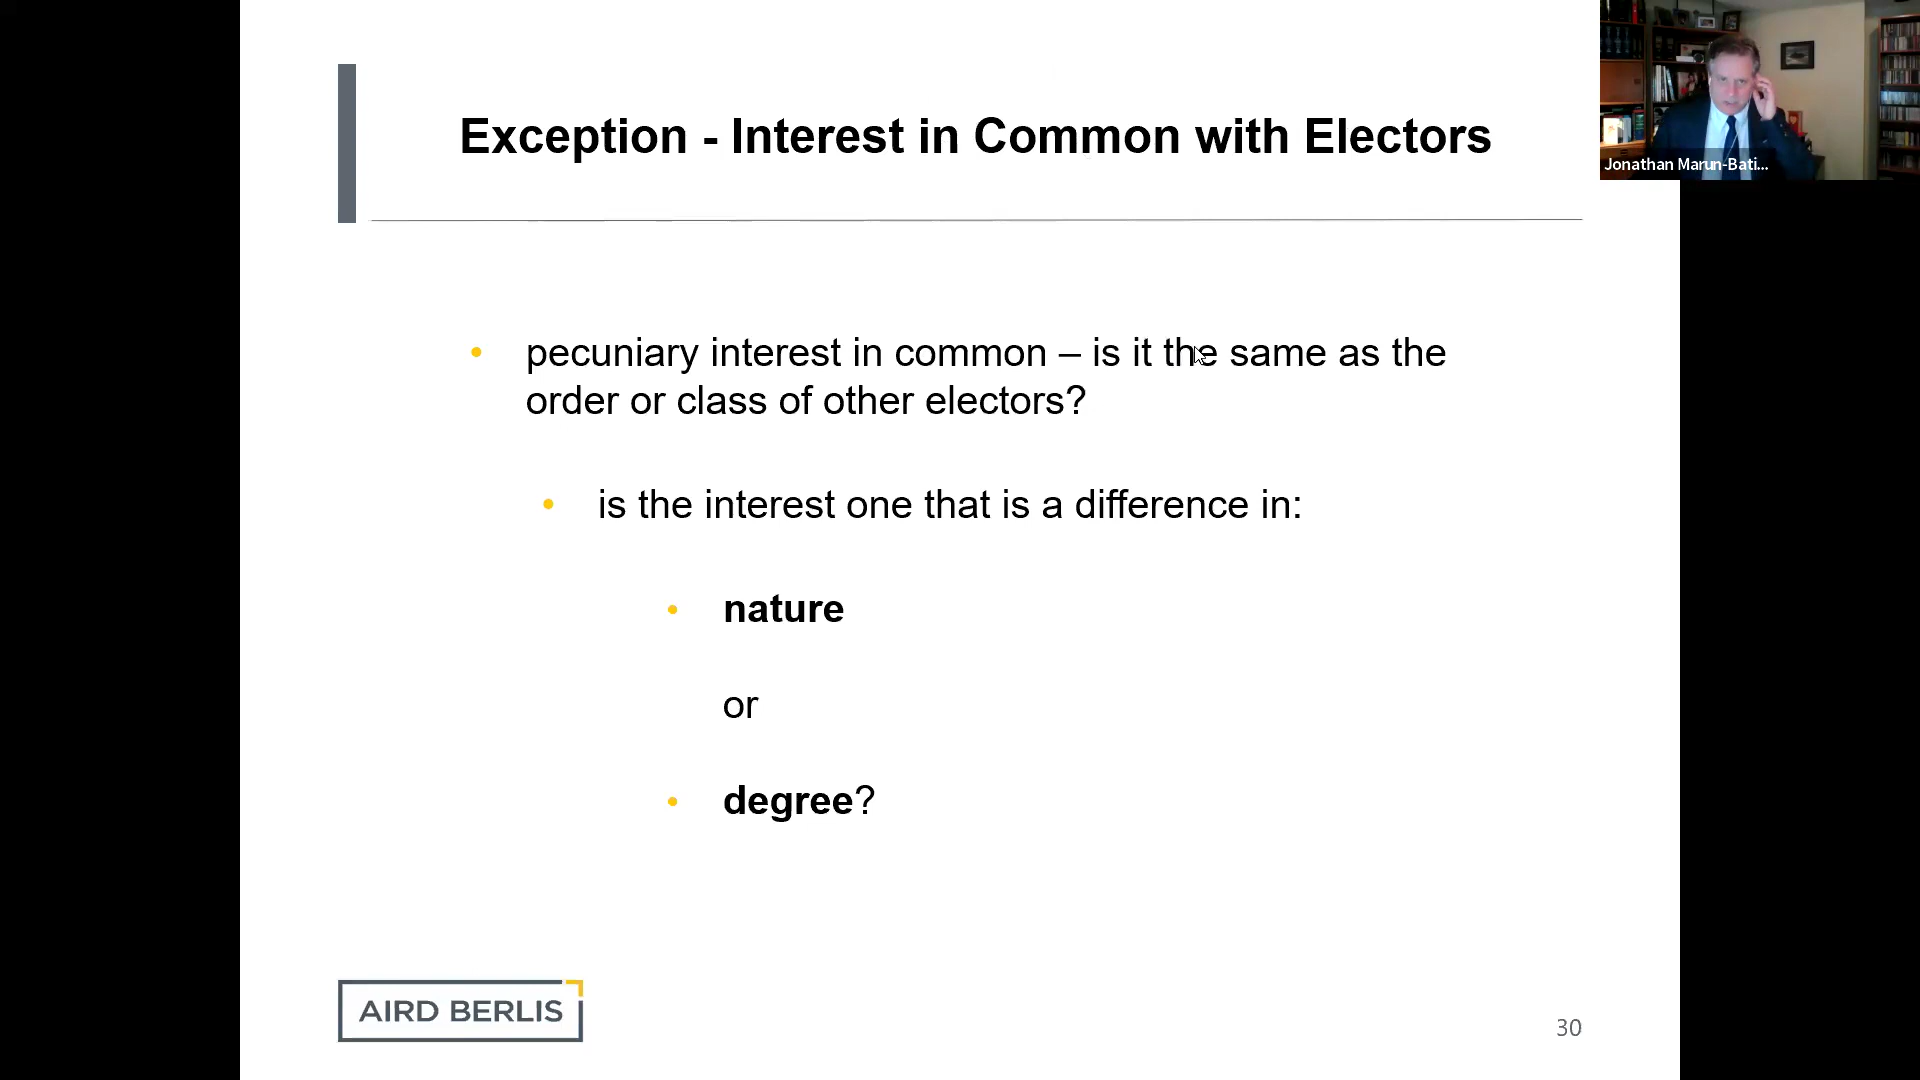 Exception - Interest in Common with Electors
Jonathan Marun-Bati...
• pecuniary interest in common – is it the same as the
order or class of other electors?
• is the interest one that is a difference in:
• nature
or
• degree?
AIRD BERLIS
30